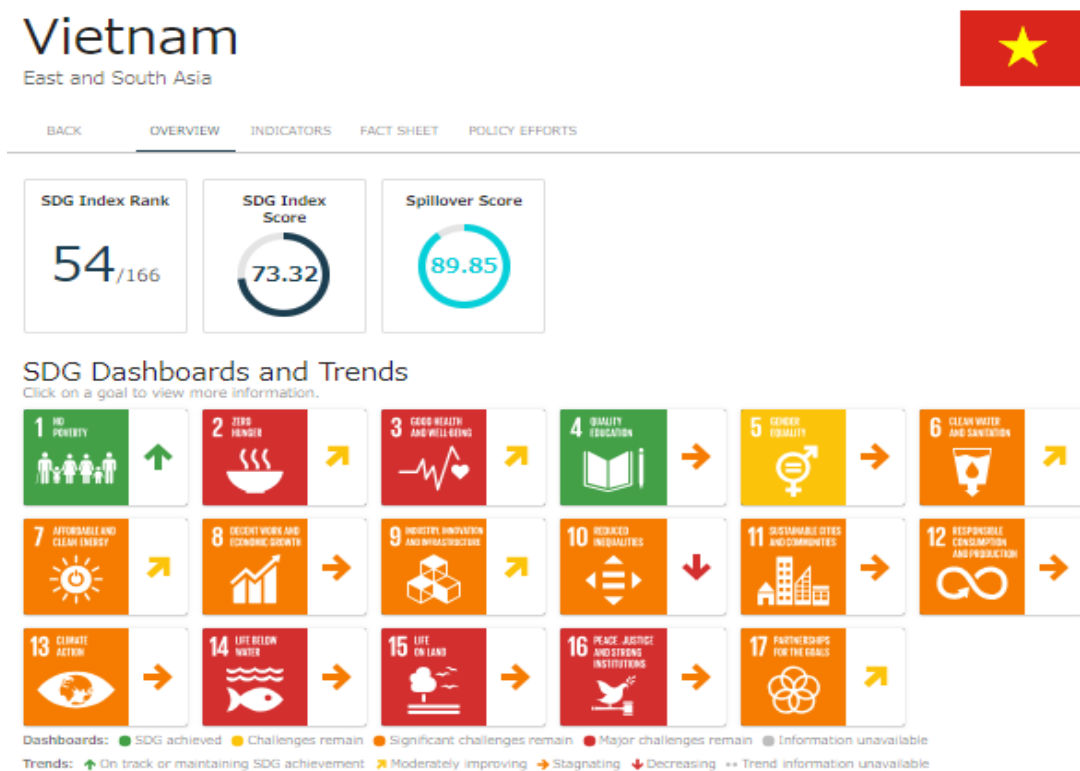 Vietnam
East and South Asia
BACK OVERVIEW INDICATORS FACT SHEET POLICY EFFORTS
SDG Index Rank
54/166
SDG Index
Score
73.32
Spillover Score
89.85
SDG Dashboards and Trends
Click on a goal to view more information.
1 NO
POVERTY
2 ZERO
HUNGER
3 GOOD HEALTH
AND WELL-BEING
4 QUALITY
EDUCATION
5 GENDER
EQUALITY
6 CLEAN WATER
AND SANITATION
7 AFFORDABLE AND
CLEAN ENERGY
8 DECENT WORK AND
ECONOMIC GROWTH
9 INDUSTRY, INNOVATION
AND INFRASTRUCTURE
10 REDUCED
INEQUALITIES
11 SUSTAINABLE CITIES
AND COMMUNITIES
12 RESPONSIBLE
CONSUMPTION
AND PRODUCTION
13 CLIMATE
ACTION
14 LIFE BELOW
WATER
15 LIFE
ON LAND
16 PEACE, JUSTICE
AND STRONG
INSTITUTIONS
17 PARTNERSHIPS
FOR THE GOALS
Dashboards: SDG achieved Challenges remain Significant challenges remain Major challenges remain Information unavailable
Trends: On track or maintaining SDG achievement Moderately improving Stagnating Decreasing •• Trend information unavailable